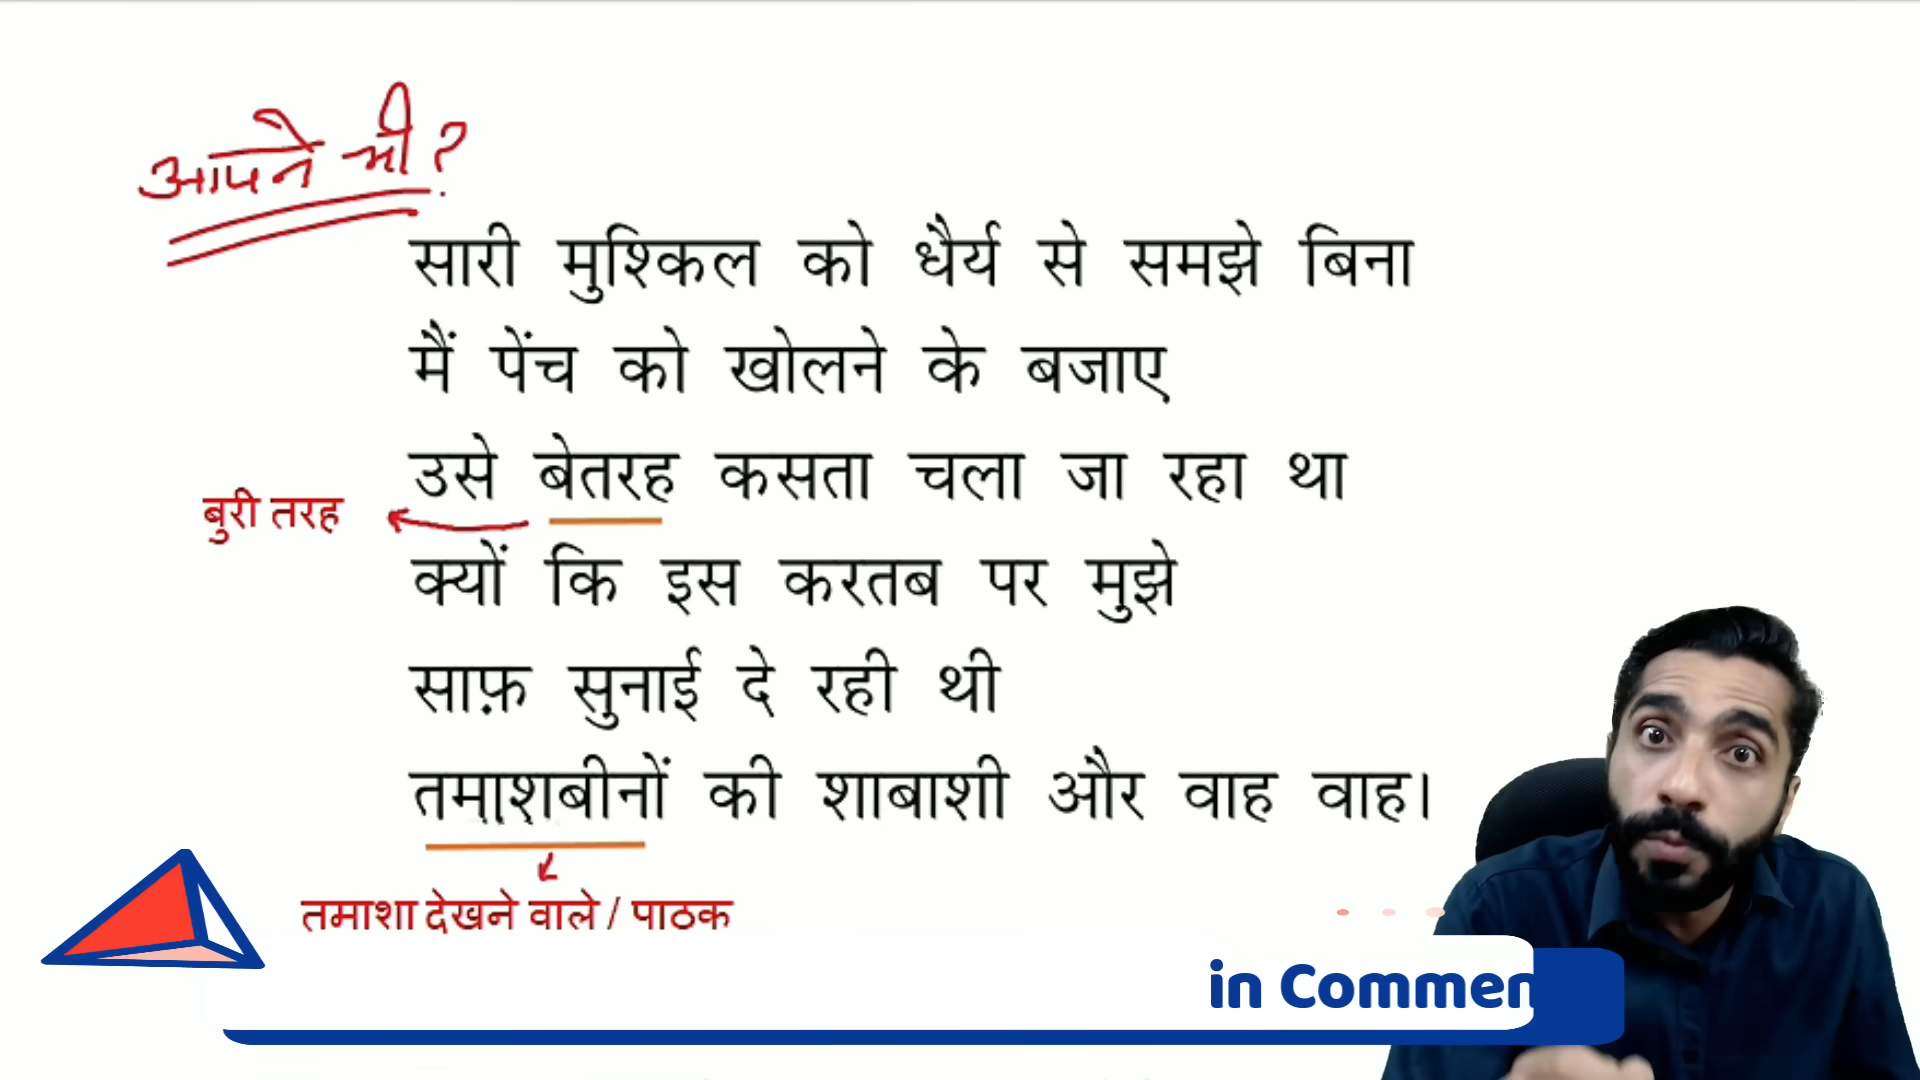 आपने भी?
सारी मुश्किल को धैर्य से समझे बिना
मैं पेंच को खोलने के बजाए
उसे बेतरह कसता चला जा रहा था
बुरी तरह
क्यों कि इस करतब पर मुझे
साफ़ सुनाई दे रही थी
तमाशबीनों की शाबाशी और वाह वाह।
तमाशा देखने वाले / पाठक
in Commen